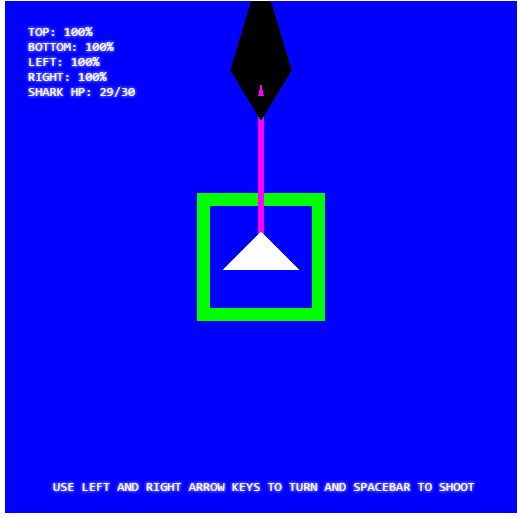 TOP: 100%
BOTTOM: 100%
LEFT: 100%
RIGHT: 100%
SHARK HP: 29/30
USE LEFT AND RIGHT ARROW KEYS TO TURN AND SPACEBAR TO SHOOT